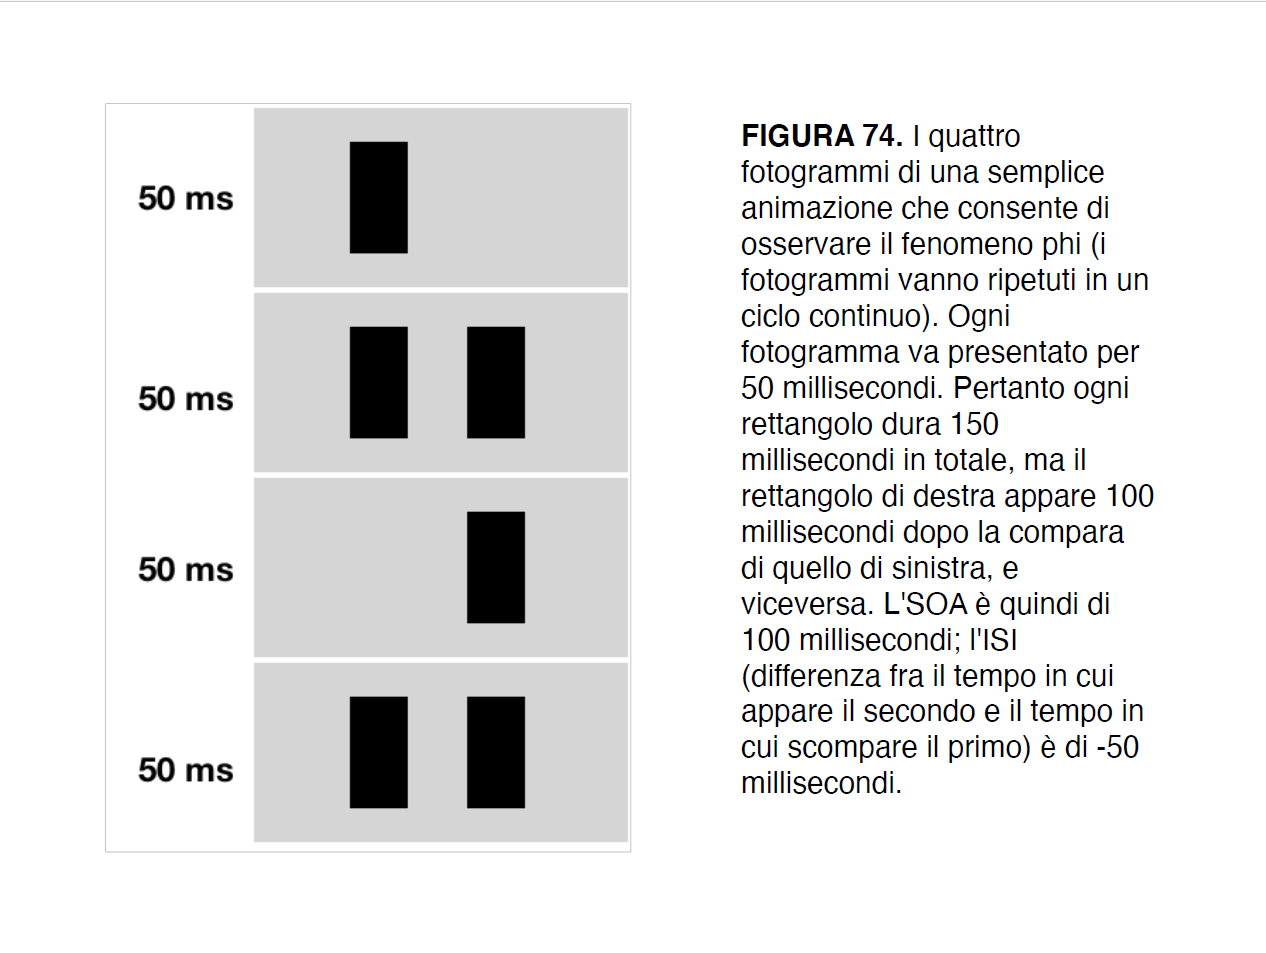 50 ms
50 ms
50 ms
50 ms
FIGURA 74. I quattro
fotogrammi di una semplice
animazione che consente di
osservare il fenomeno phi (i
fotogrammi vanno ripetuti in un
ciclo continuo). Ogni
fotogramma va presentato per
50 millisecondi. Pertanto ogni
rettangolo dura 150
millisecondi in totale, ma il
rettangolo di destra appare 100
millisecondi dopo la compara
di quello di sinistra, e
viceversa. L'SOA è quindi di
100 millisecondi; l'ISI
(differenza fra il tempo in cui
appare il secondo e il tempo in
cui scompare il primo) è di -50
millisecondi.